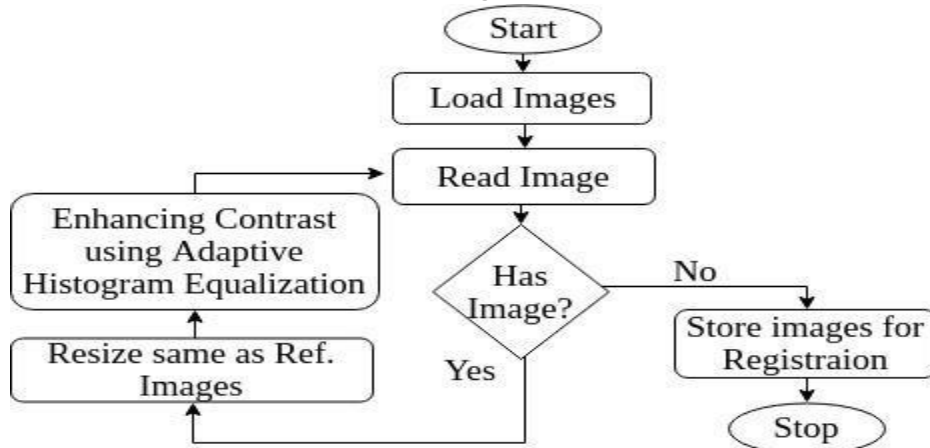 Start
Load Images
Read Image
Enhancing Contrast
using Adaptive
Histogram Equalization
Has
Image?
No
Store images for
Registraion
Resize same as Ref.
Images
Yes
Stop